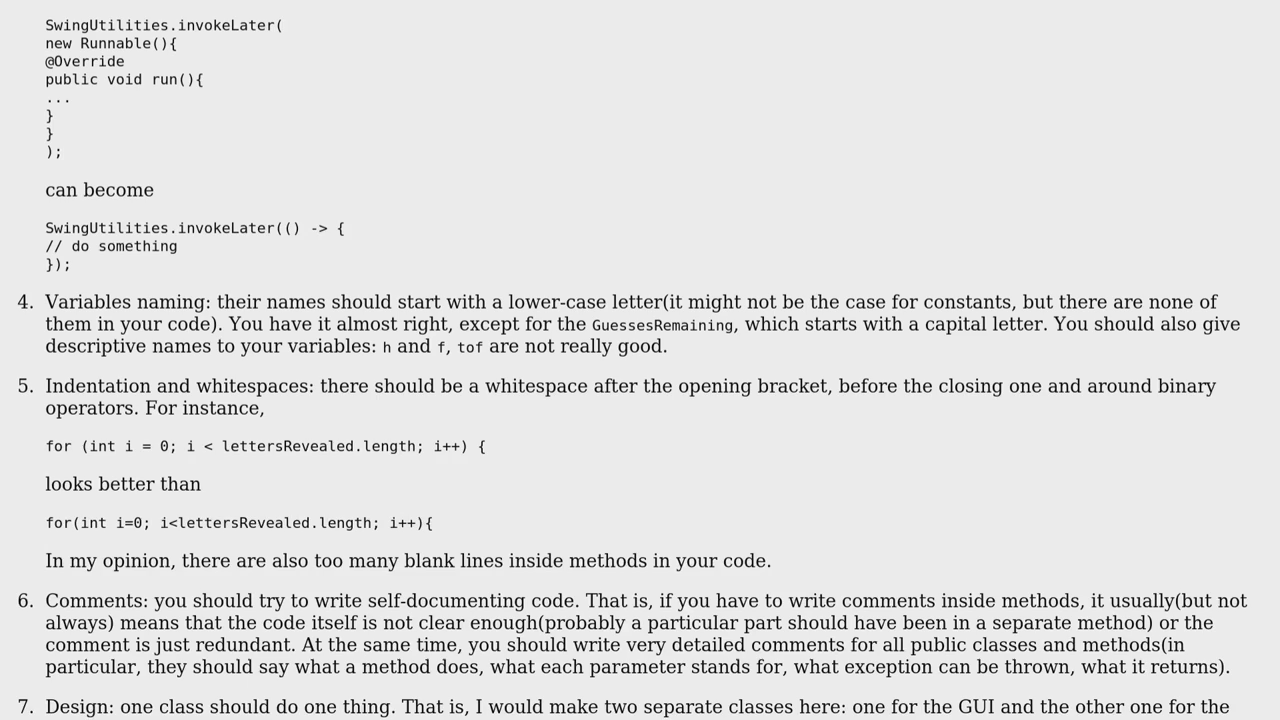 SwingUtilities.invokeLater(
new Runnable(){
@Override
public void run(){
...
}
}
);
can become
SwingUtilities.invokeLater(() -> {
// do something
});
4. Variables naming: their names should start with a lower-case letter(it might not be the case for constants, but there are none of
them in your code). You have it almost right, except for the GuessesRemaining, which starts with a capital letter. You should also give
descriptive names to your variables: h and f, tof are not really good.
5. Indentation and whitespaces: there should be a whitespace after the opening bracket, before the closing one and around binary
operators. For instance,
for (int i = 0; i < lettersRevealed.length; i++) {
looks better than
for(int i=0; i<lettersRevealed.length; i++){
In my opinion, there are also too many blank lines inside methods in your code.
6. Comments: you should try to write self-documenting code. That is, if you have to write comments inside methods, it usually(but not
always) means that the code itself is not clear enough(probably a particular part should have been in a separate method) or the
comment is just redundant. At the same time, you should write very detailed comments for all public classes and methods(in
particular, they should say what a method does, what each parameter stands for, what exception can be thrown, what it returns).
7. Design: one class should do one thing. That is, I would make two separate classes here: one for the GUI and the other one for the